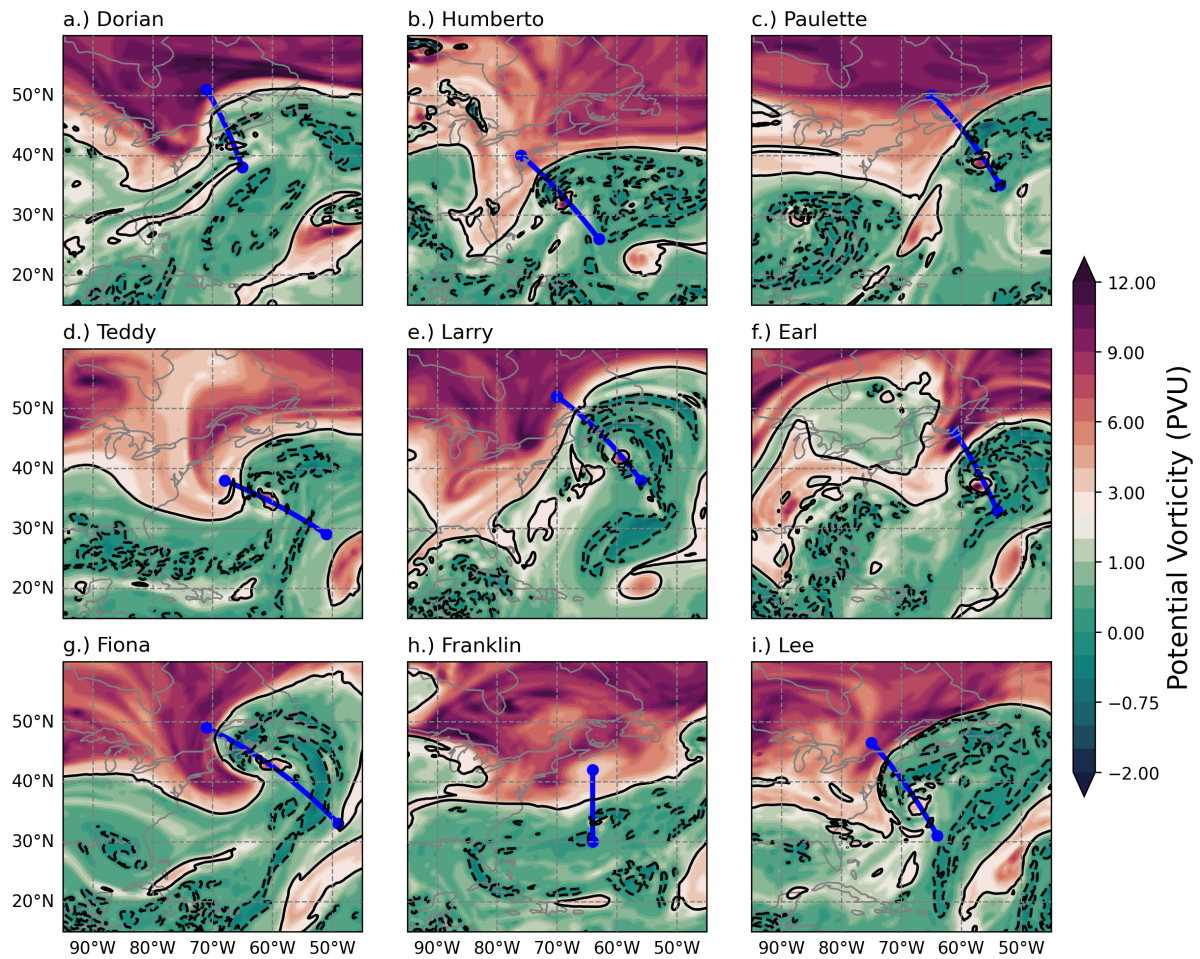 a.) Dorian
b.) Humberto
c.) Paulette
50°N
40°N
30°N
20°N
d.) Teddy
e.) Larry
f.) Earl
50°N
40°N
30°N
20°N
g.) Fiona
h.) Franklin
i.) Lee
50°N
40°N
30°N
20°N
90°W 80°W 70°W 60°W 50°W
90°W 80°W 70°W 60°W 50°W
90°W 80°W 70°W 60°W 50°W
12.00
9.00
6.00
3.00
1.00
0.00
−0.75
−2.00
Potential Vorticity (PVU)